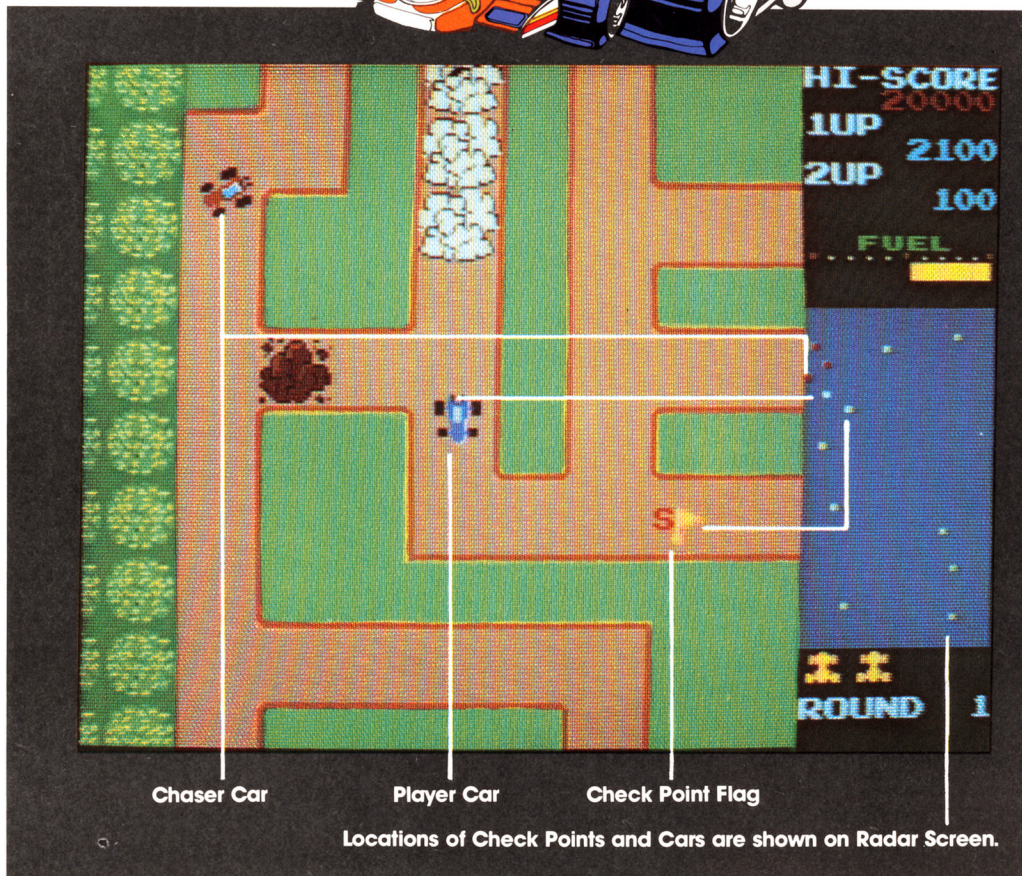 HI-SCORE
20000
1UP
2100
2UP
100
FUEL
S
ROUND 1
Chaser Car
Player Car
Check Point Flag
Locations of Check Points and Cars are shown on Radar Screen.